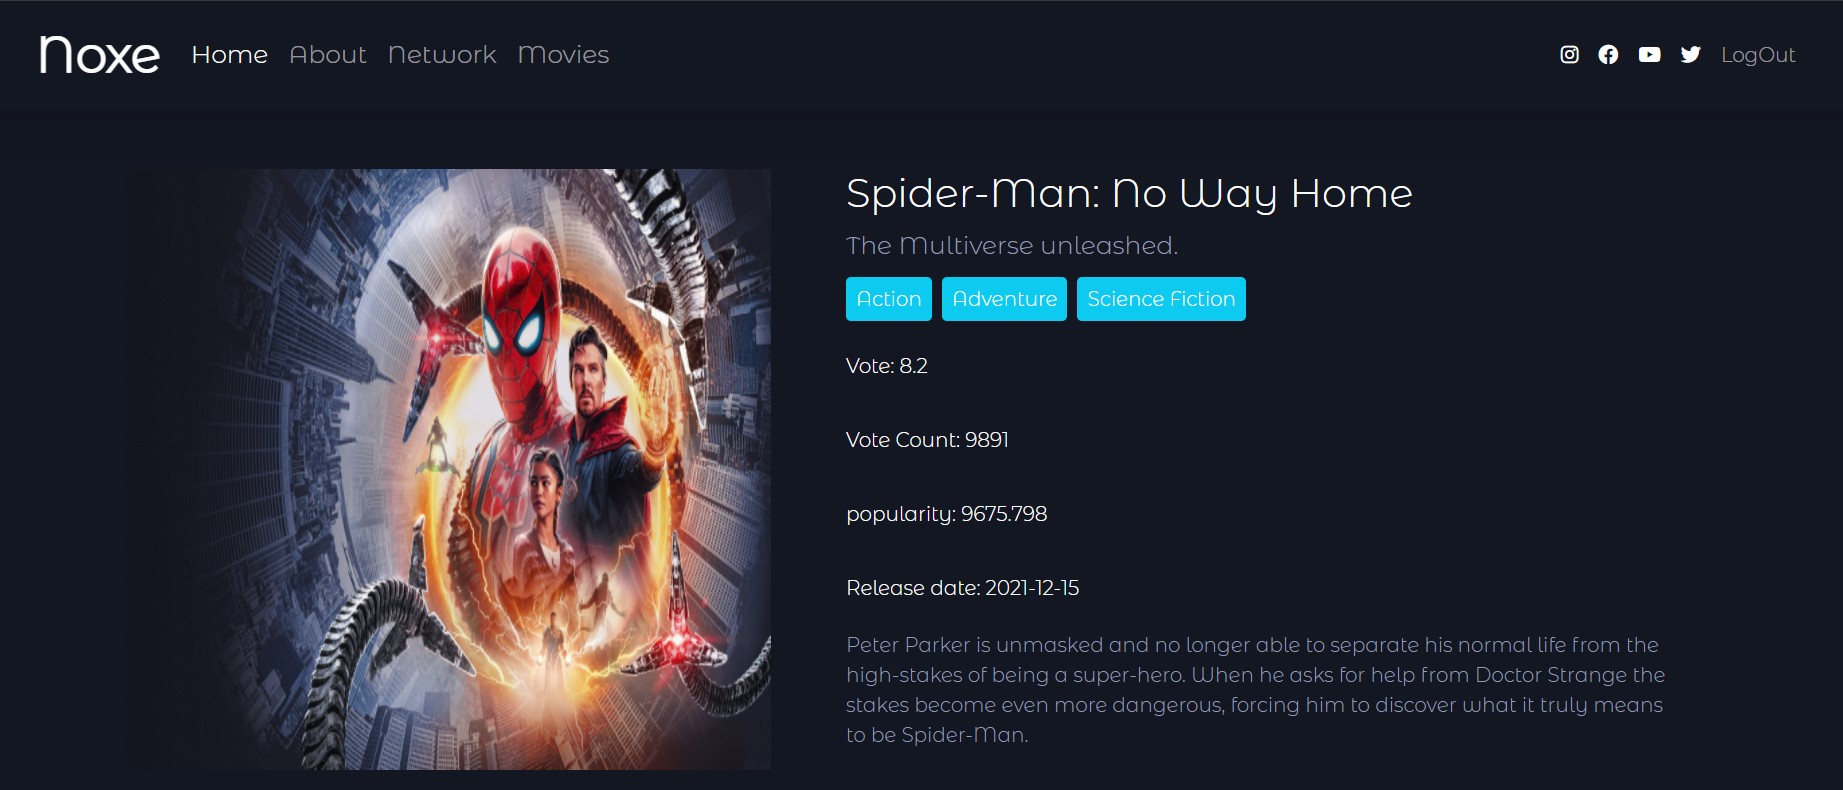 Noxe Home About Network Movies LogOut
Spider-Man: No Way Home
The Multiverse unleashed.
Action Adventure Science Fiction
Vote: 8.2
Vote Count: 9891
popularity: 9675.798
Release date: 2021-12-15
Peter Parker is unmasked and no longer able to separate his normal life from the
high-stakes of being a super-hero. When he asks for help from Doctor Strange the
stakes become even more dangerous, forcing him to discover what it truly means
to be Spider-Man.